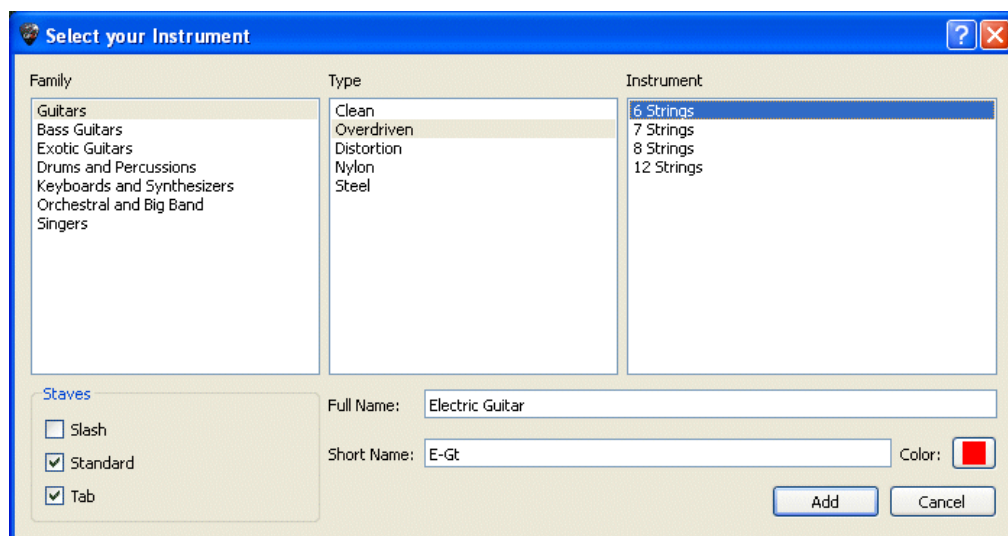 Select your Instrument
Family
Guitars
Bass Guitars
Exotic Guitars
Drums and Percussions
Keyboards and Synthesizers
Orchestral and Big Band
Singers
Type
Clean
Overdriven
Distortion
Nylon
Steel
Instrument
6 Strings
7 Strings
8 Strings
12 Strings
Staves
Slash
Standard
Tab
Full Name: Electric Guitar
Short Name: E-Gt Color:
Add Cancel